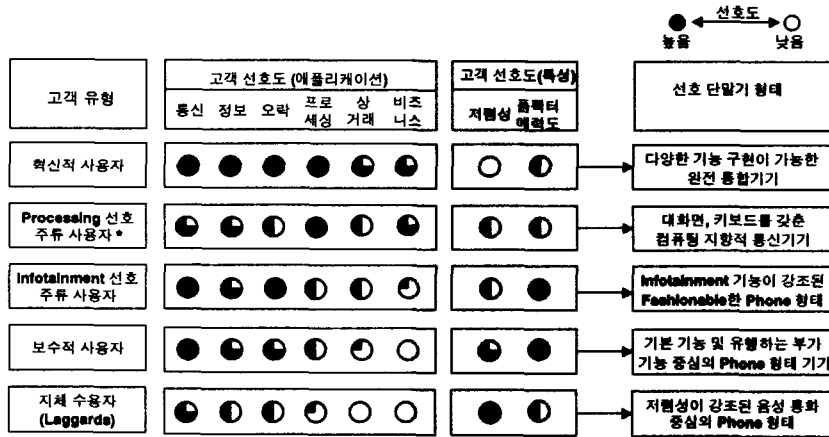 선호도
높음 낮음
고객 유형
고객 선호도 (애플리케이션)
통신 정보 오락 프로세싱 상거래 비즈니스
고객 선호도(특성)
저렴성 폼팩터 매력도
선호 단말기 형태
혁신적 사용자
다양한 기능 구현이 가능한
완전 통합기기
Processing 선호
주류 사용자 *
대화면, 키보드를 갖춘
컴퓨팅 지향적 통신기기
Infotainment 선호
주류 사용자
Infotainment 기능이 강조된
Fashionable한 Phone 형태
보수적 사용자
기본 기능 및 유행하는 부가
기능 중심의 Phone 형태 기기
지체 수용자
(Laggards)
저렴성이 강조된 음성 통화
중심의 Phone 형태